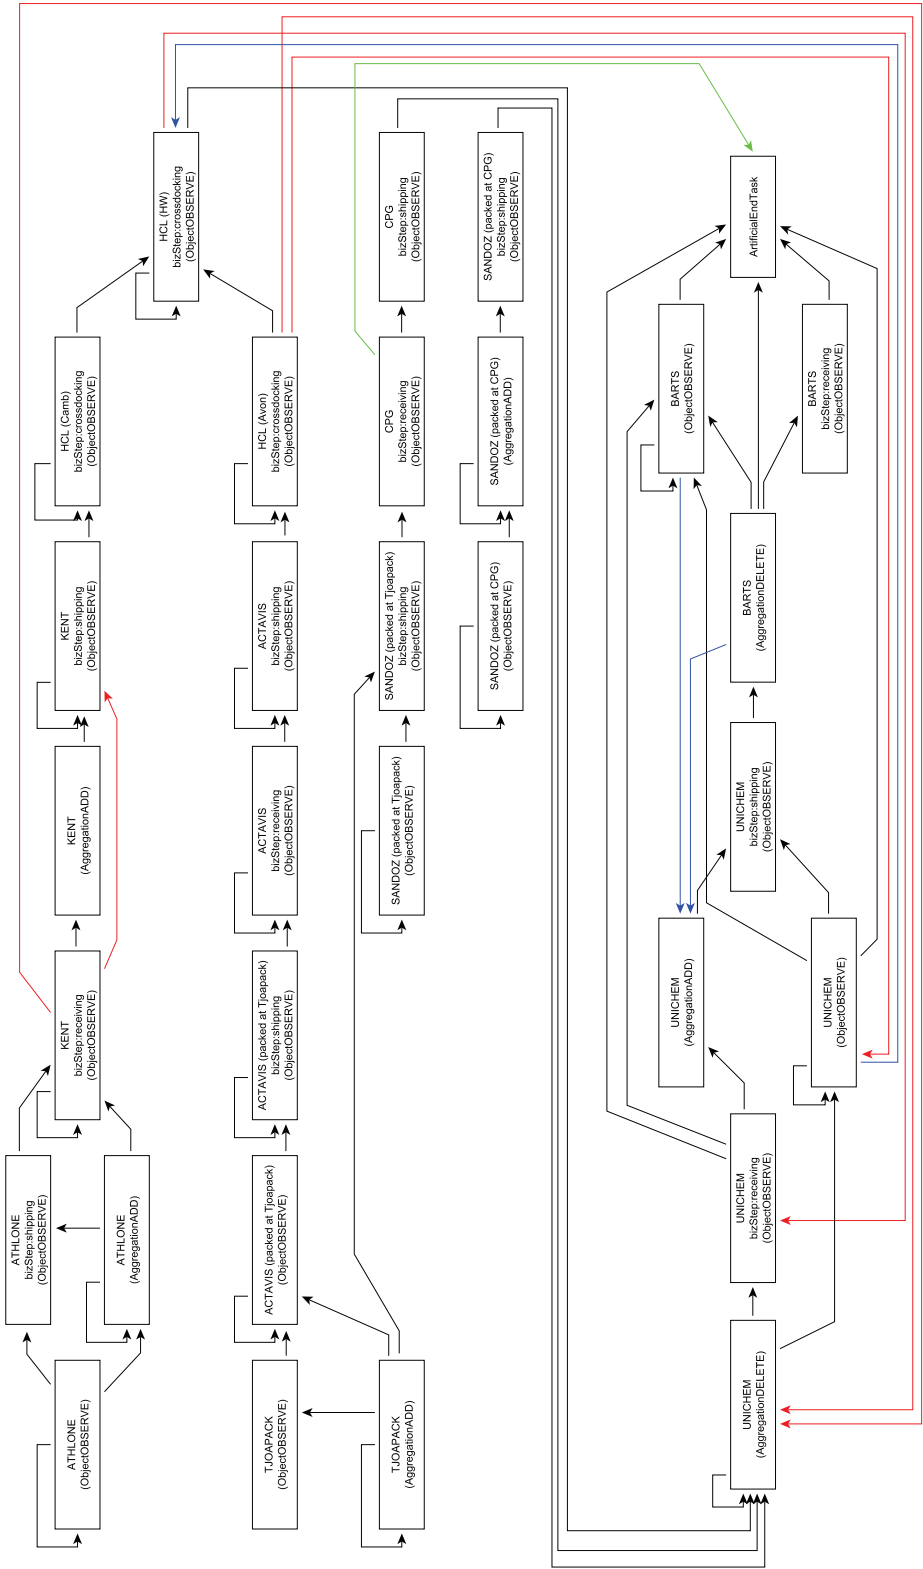 ATHLONE
(ObjectOBSERVE)
ATHLONE
bizStep:shipping
(ObjectOBSERVE)
ATHLONE
(AggregationADD)
KENT
bizStep:receiving
(ObjectOBSERVE)
KENT
(AggregationADD)
KENT
bizStep:shipping
(ObjectOBSERVE)
HCL (Camb)
bizStep:crossdocking
(ObjectOBSERVE)
HCL (HW)
bizStep:crossdocking
(ObjectOBSERVE)
TJOAPACK
(ObjectOBSERVE)
ACTAVIS (packed at Tjoapack)
(ObjectOBSERVE)
ACTAVIS (packed at Tjoapack)
bizStep:shipping
(ObjectOBSERVE)
ACTAVIS
bizStep:receiving
(ObjectOBSERVE)
ACTAVIS
bizStep:shipping
(ObjectOBSERVE)
HCL (Avon)
bizStep:crossdocking
(ObjectOBSERVE)
TJOAPACK
(AggregationADD)
SANDOZ (packed at Tjoapack)
(ObjectOBSERVE)
SANDOZ (packed at Tjoapack)
bizStep:shipping
(ObjectOBSERVE)
CPG
bizStep:receiving
(ObjectOBSERVE)
CPG
bizStep:shipping
(ObjectOBSERVE)
SANDOZ (packed at CPG)
(ObjectOBSERVE)
SANDOZ (packed at CPG)
(AggregationADD)
SANDOZ (packed at CPG)
bizStep:shipping
(ObjectOBSERVE)
UNICHEM
(AggregationDELETE)
UNICHEM
bizStep:receiving
(ObjectOBSERVE)
UNICHEM
(AggregationADD)
UNICHEM
(ObjectOBSERVE)
UNICHEM
bizStep:shipping
(ObjectOBSERVE)
BARTS
(AggregationDELETE)
BARTS
(ObjectOBSERVE)
BARTS
bizStep:receiving
(ObjectOBSERVE)
ArtificialEndTask